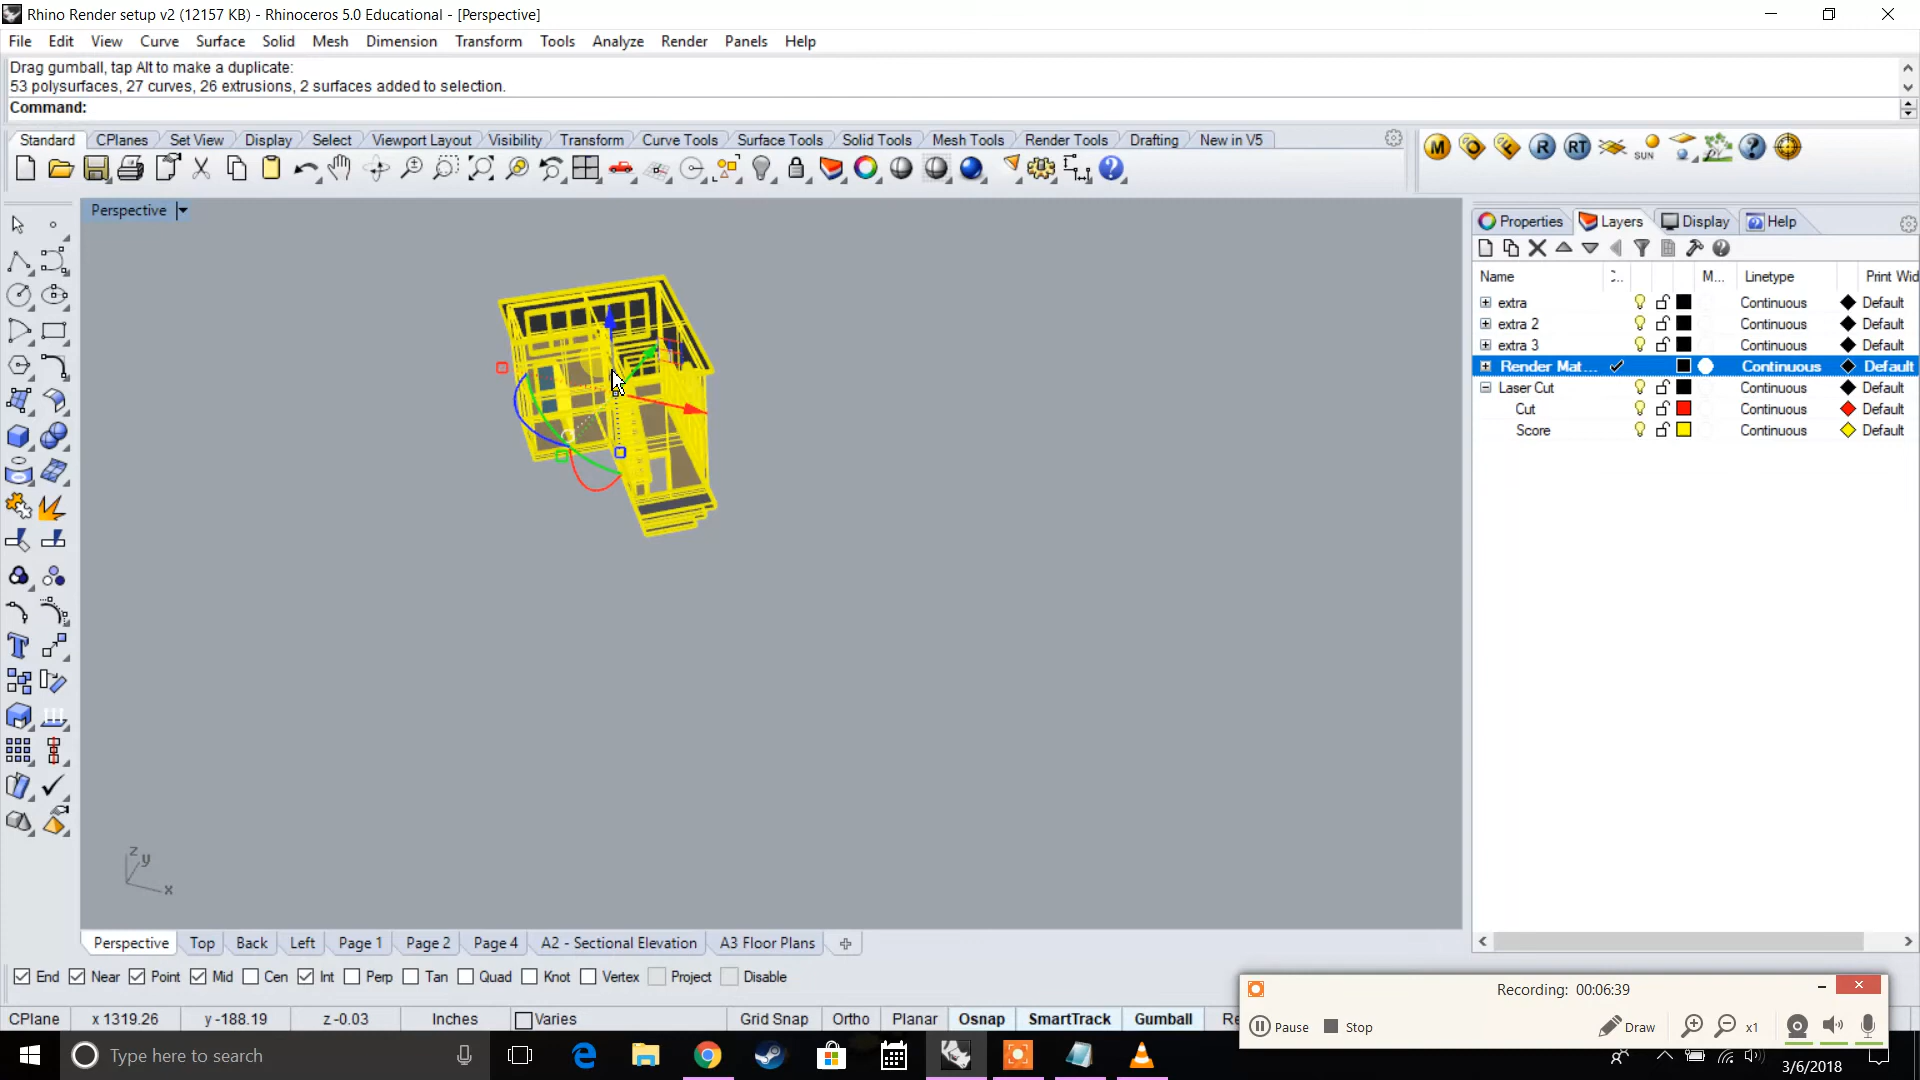 Rhino Render setup v2 (12157 KB) - Rhinoceros 5.0 Educational - [Perspective]
File Edit View Curve Surface Solid Mesh Dimension Transform Tools Analyze Render Panels Help
Drag gumball, tap Alt to make a duplicate:
53 polysurfaces, 27 curves, 26 extrusions, 2 surfaces added to selection.
Command:
Standard CPlanes Set View Display Select Viewport Layout Visibility Transform Curve Tools Surface Tools Solid Tools Mesh Tools Render Tools Drafting New in V5
M O F R RT SUN
Perspective
Properties Layers Display Help
Name M... Linetype Print Wid
extra Continuous Default
extra 2 Continuous Default
extra 3 Continuous Default
Render Mat... Continuous Default
Laser Cut Continuous Default
Cut Continuous Default
Score Continuous Default
z y x
Perspective Top Back Left Page 1 Page 2 Page 4 A2 - Sectional Elevation A3 Floor Plans
End Near Point Mid Cen Int Perp Tan Quad Knot Vertex Project Disable
Recording: 00:06:39
Pause Stop Draw x1
CPlane x 1319.26 y -188.19 z -0.03 Inches Varies Grid Snap Ortho Planar Osnap SmartTrack Gumball Re
Type here to search
3/6/2018